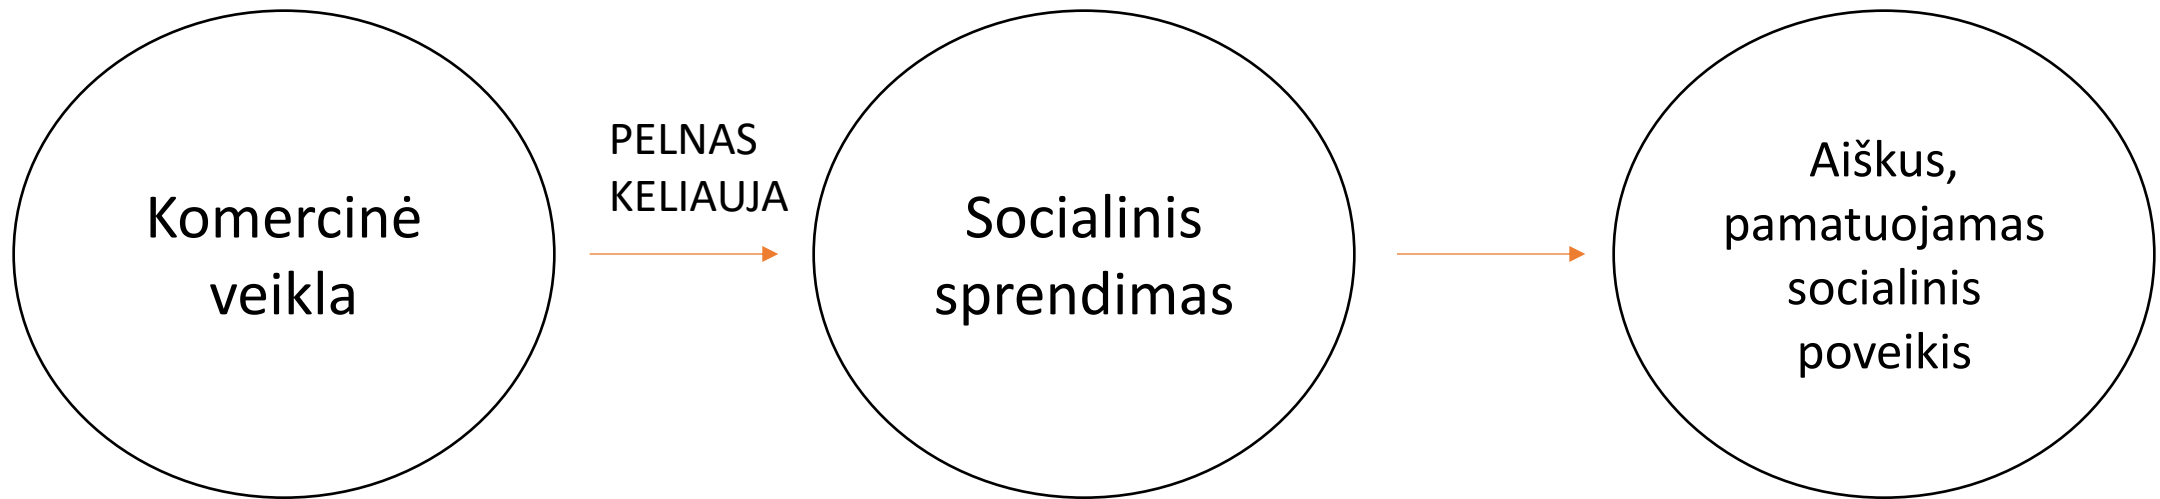 Komercinė
veikla
PELNAS
KELIAUJA
Socialinis
sprendimas
Aiškus,
pamatuojamas
socialinis
poveikis